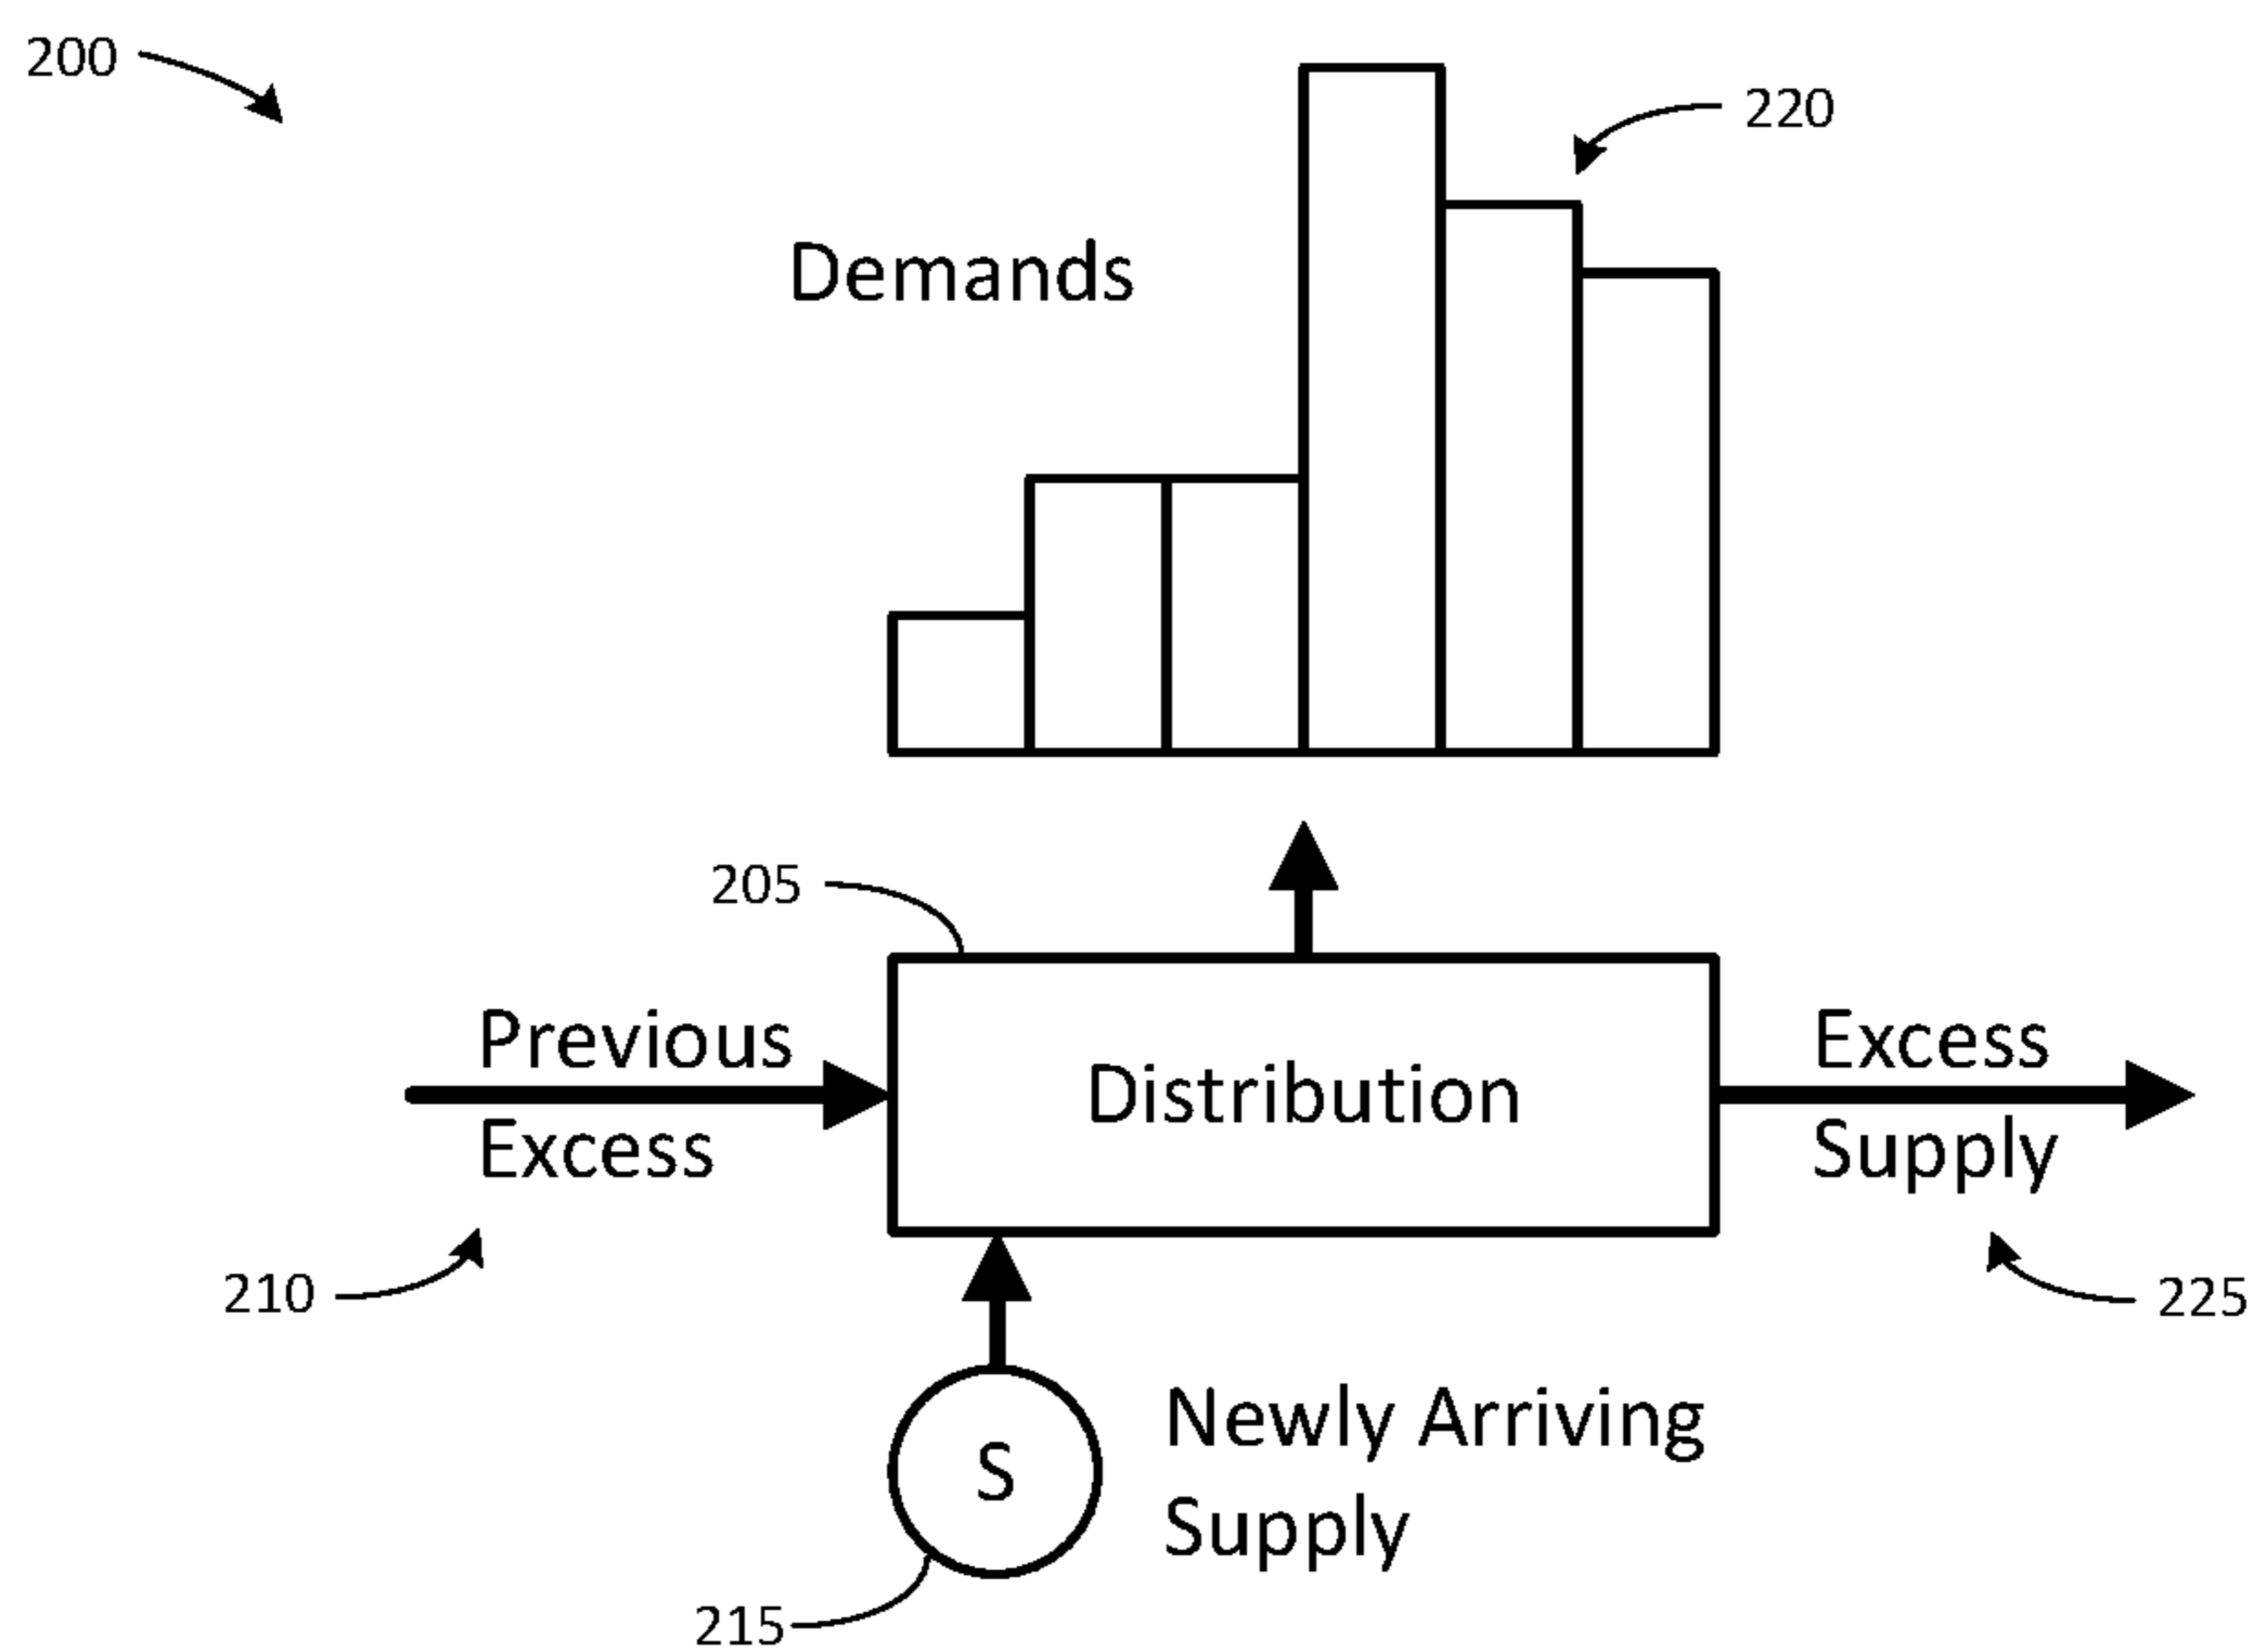 200
220
Demands
205
Previous
Excess
Distribution
Excess
Supply
210
225
S
Newly Arriving
Supply
215